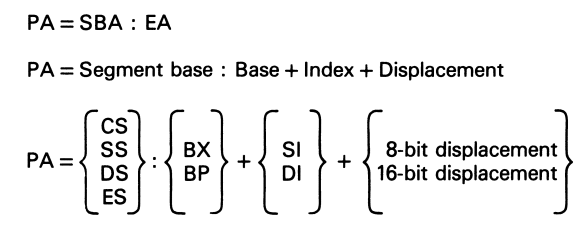 PA = SBA : EA
PA = Segment base : Base + Index + Displacement
PA = { CS SS DS ES } : { BX BP } + { SI DI } + { 8-bit displacement 16-bit displacement }